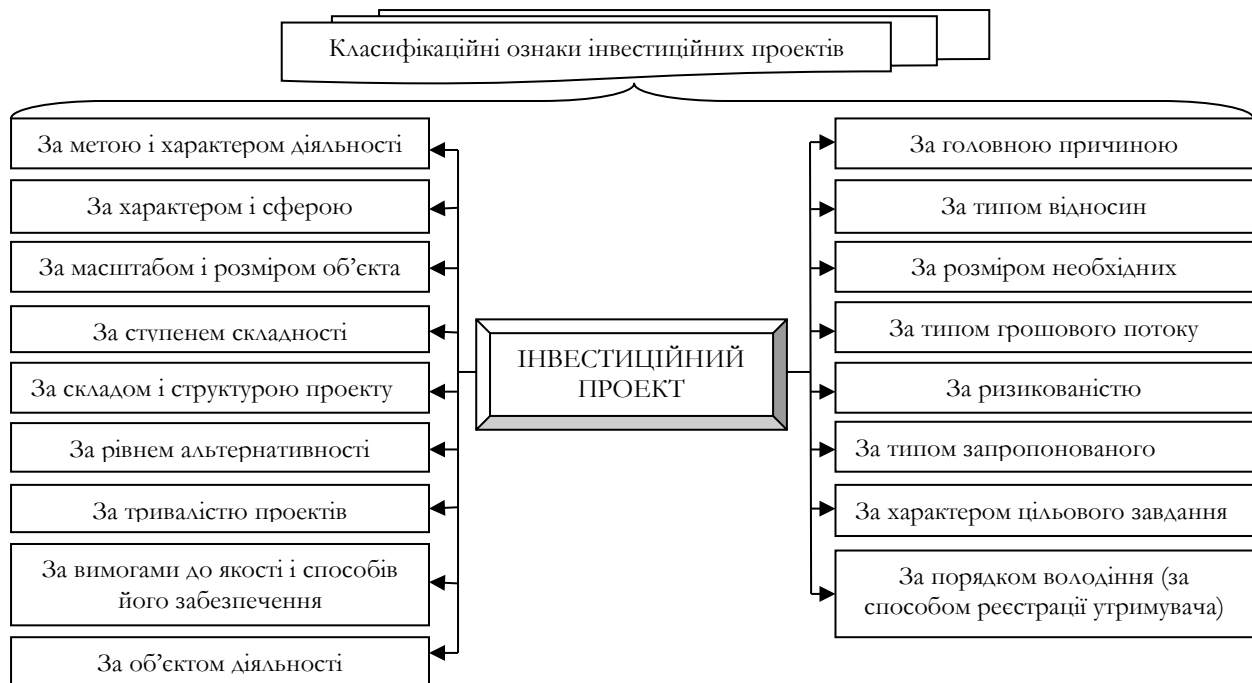 Класифікаційні ознаки інвестиційних проектів
За метою і характером діяльності
За характером і сферою
За масштабом і розміром об’єкта
За ступенем складності
За складом і структурою проекту
За рівнем альтернативності
За тривалістю проектів
За вимогами до якості і способів
його забезпечення
За об’єктом діяльності
ІНВЕСТИЦІЙНИЙ
ПРОЕКТ
За головною причиною
За типом відносин
За розміром необхідних
За типом грошового потоку
За ризикованістю
За типом запропонованого
За характером цільового завдання
За порядком володіння (за
способом реєстрації утримувача)